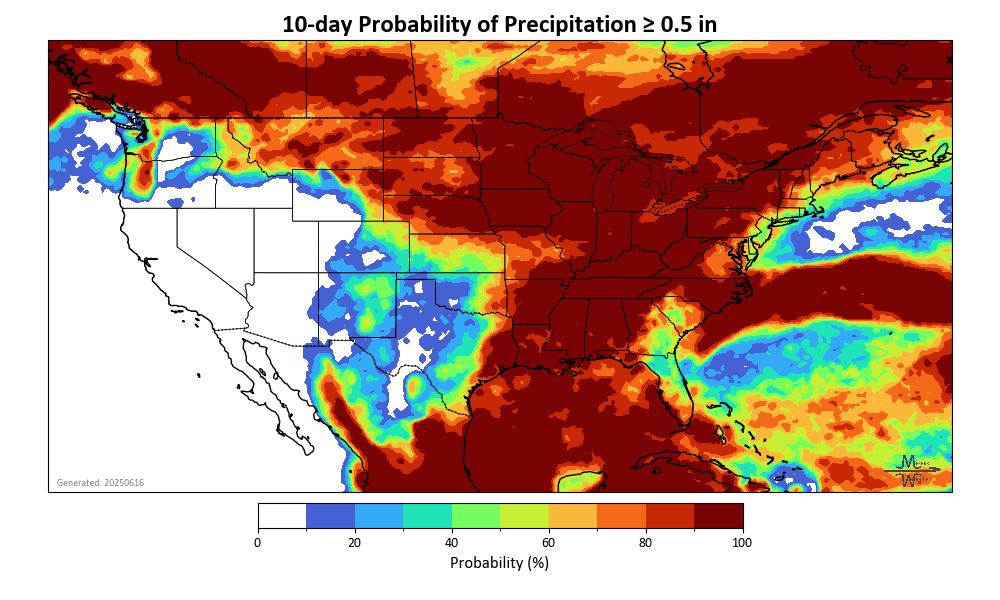 10-day Probability of Precipitation ≥ 0.5 in
Generated: 20250616
0 20 40 60 80 100
Probability (%)